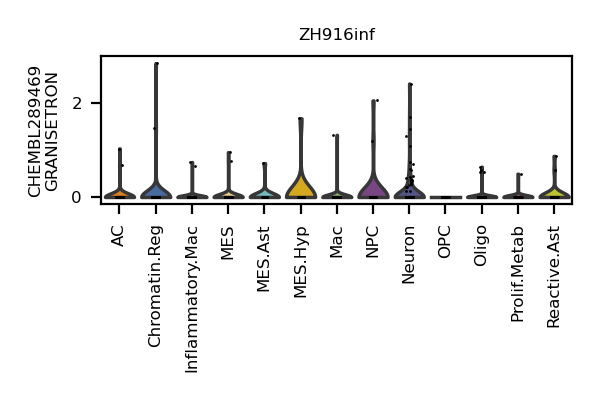 ZH916inf
CHEMBL289469
GRANISETRON
2
0
AC
Chromatin.Reg
Inflammatory.Mac
MES
MES.Ast
MES.Hyp
Mac
NPC
Neuron
OPC
Oligo
Prolif.Metab
Reactive.Ast